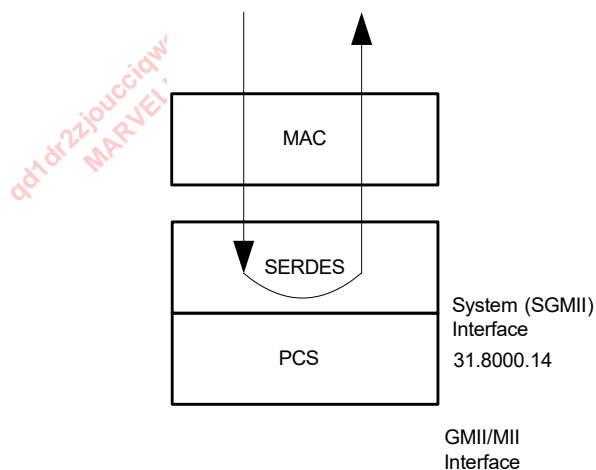 MAC
SERDES
System (SGMII)
Interface
PCS
31.8000.14
GMII/MII
Interface